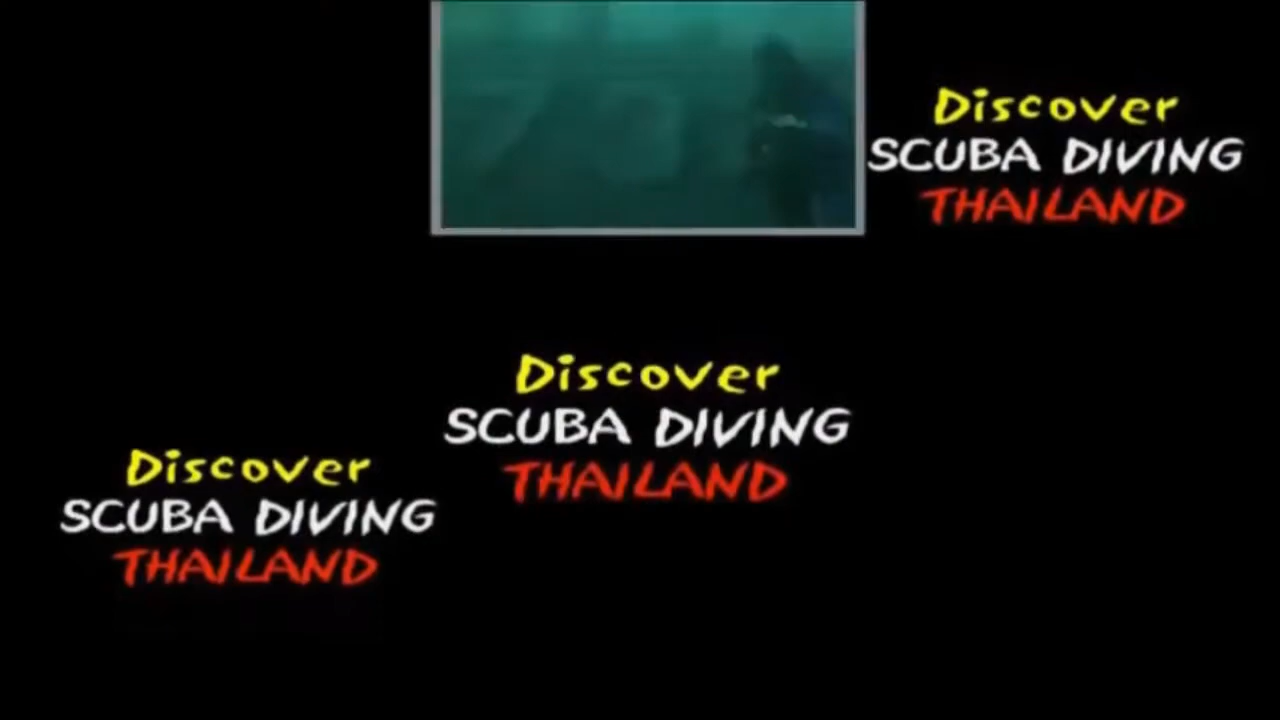 Discover
SCUBA DIVING
THAILAND
Discover
SCUBA DIVING
THAILAND
Discover
SCUBA DIVING
THAILAND